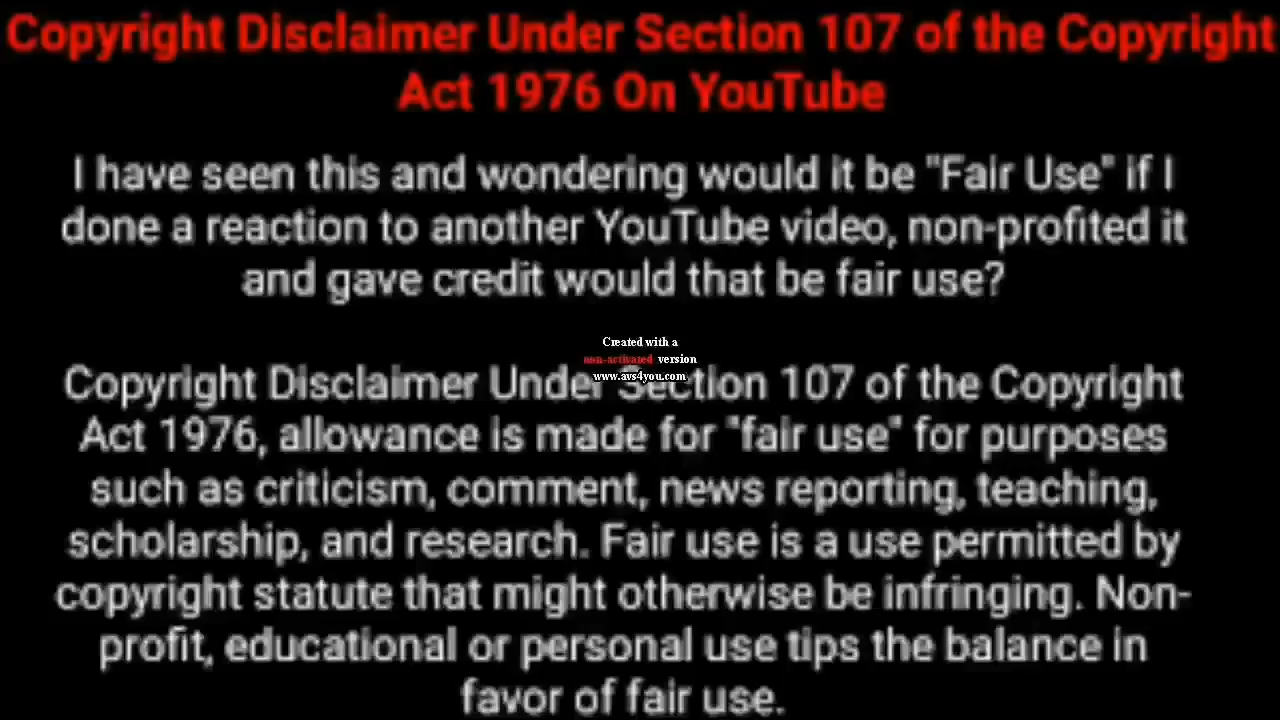 Copyright Disclaimer Under Section 107 of the Copyright
Act 1976 On YouTube
I have seen this and wondering would it be "Fair Use" if I
done a reaction to another YouTube video, non-profited it
and gave credit would that be fair use?
Created with a
non-activated version
www.avs4you.com
Copyright Disclaimer Under Section 107 of the Copyright
Act 1976, allowance is made for "fair use" for purposes
such as criticism, comment, news reporting, teaching,
scholarship, and research. Fair use is a use permitted by
copyright statute that might otherwise be infringing. Non-
profit, educational or personal use tips the balance in
favor of fair use.